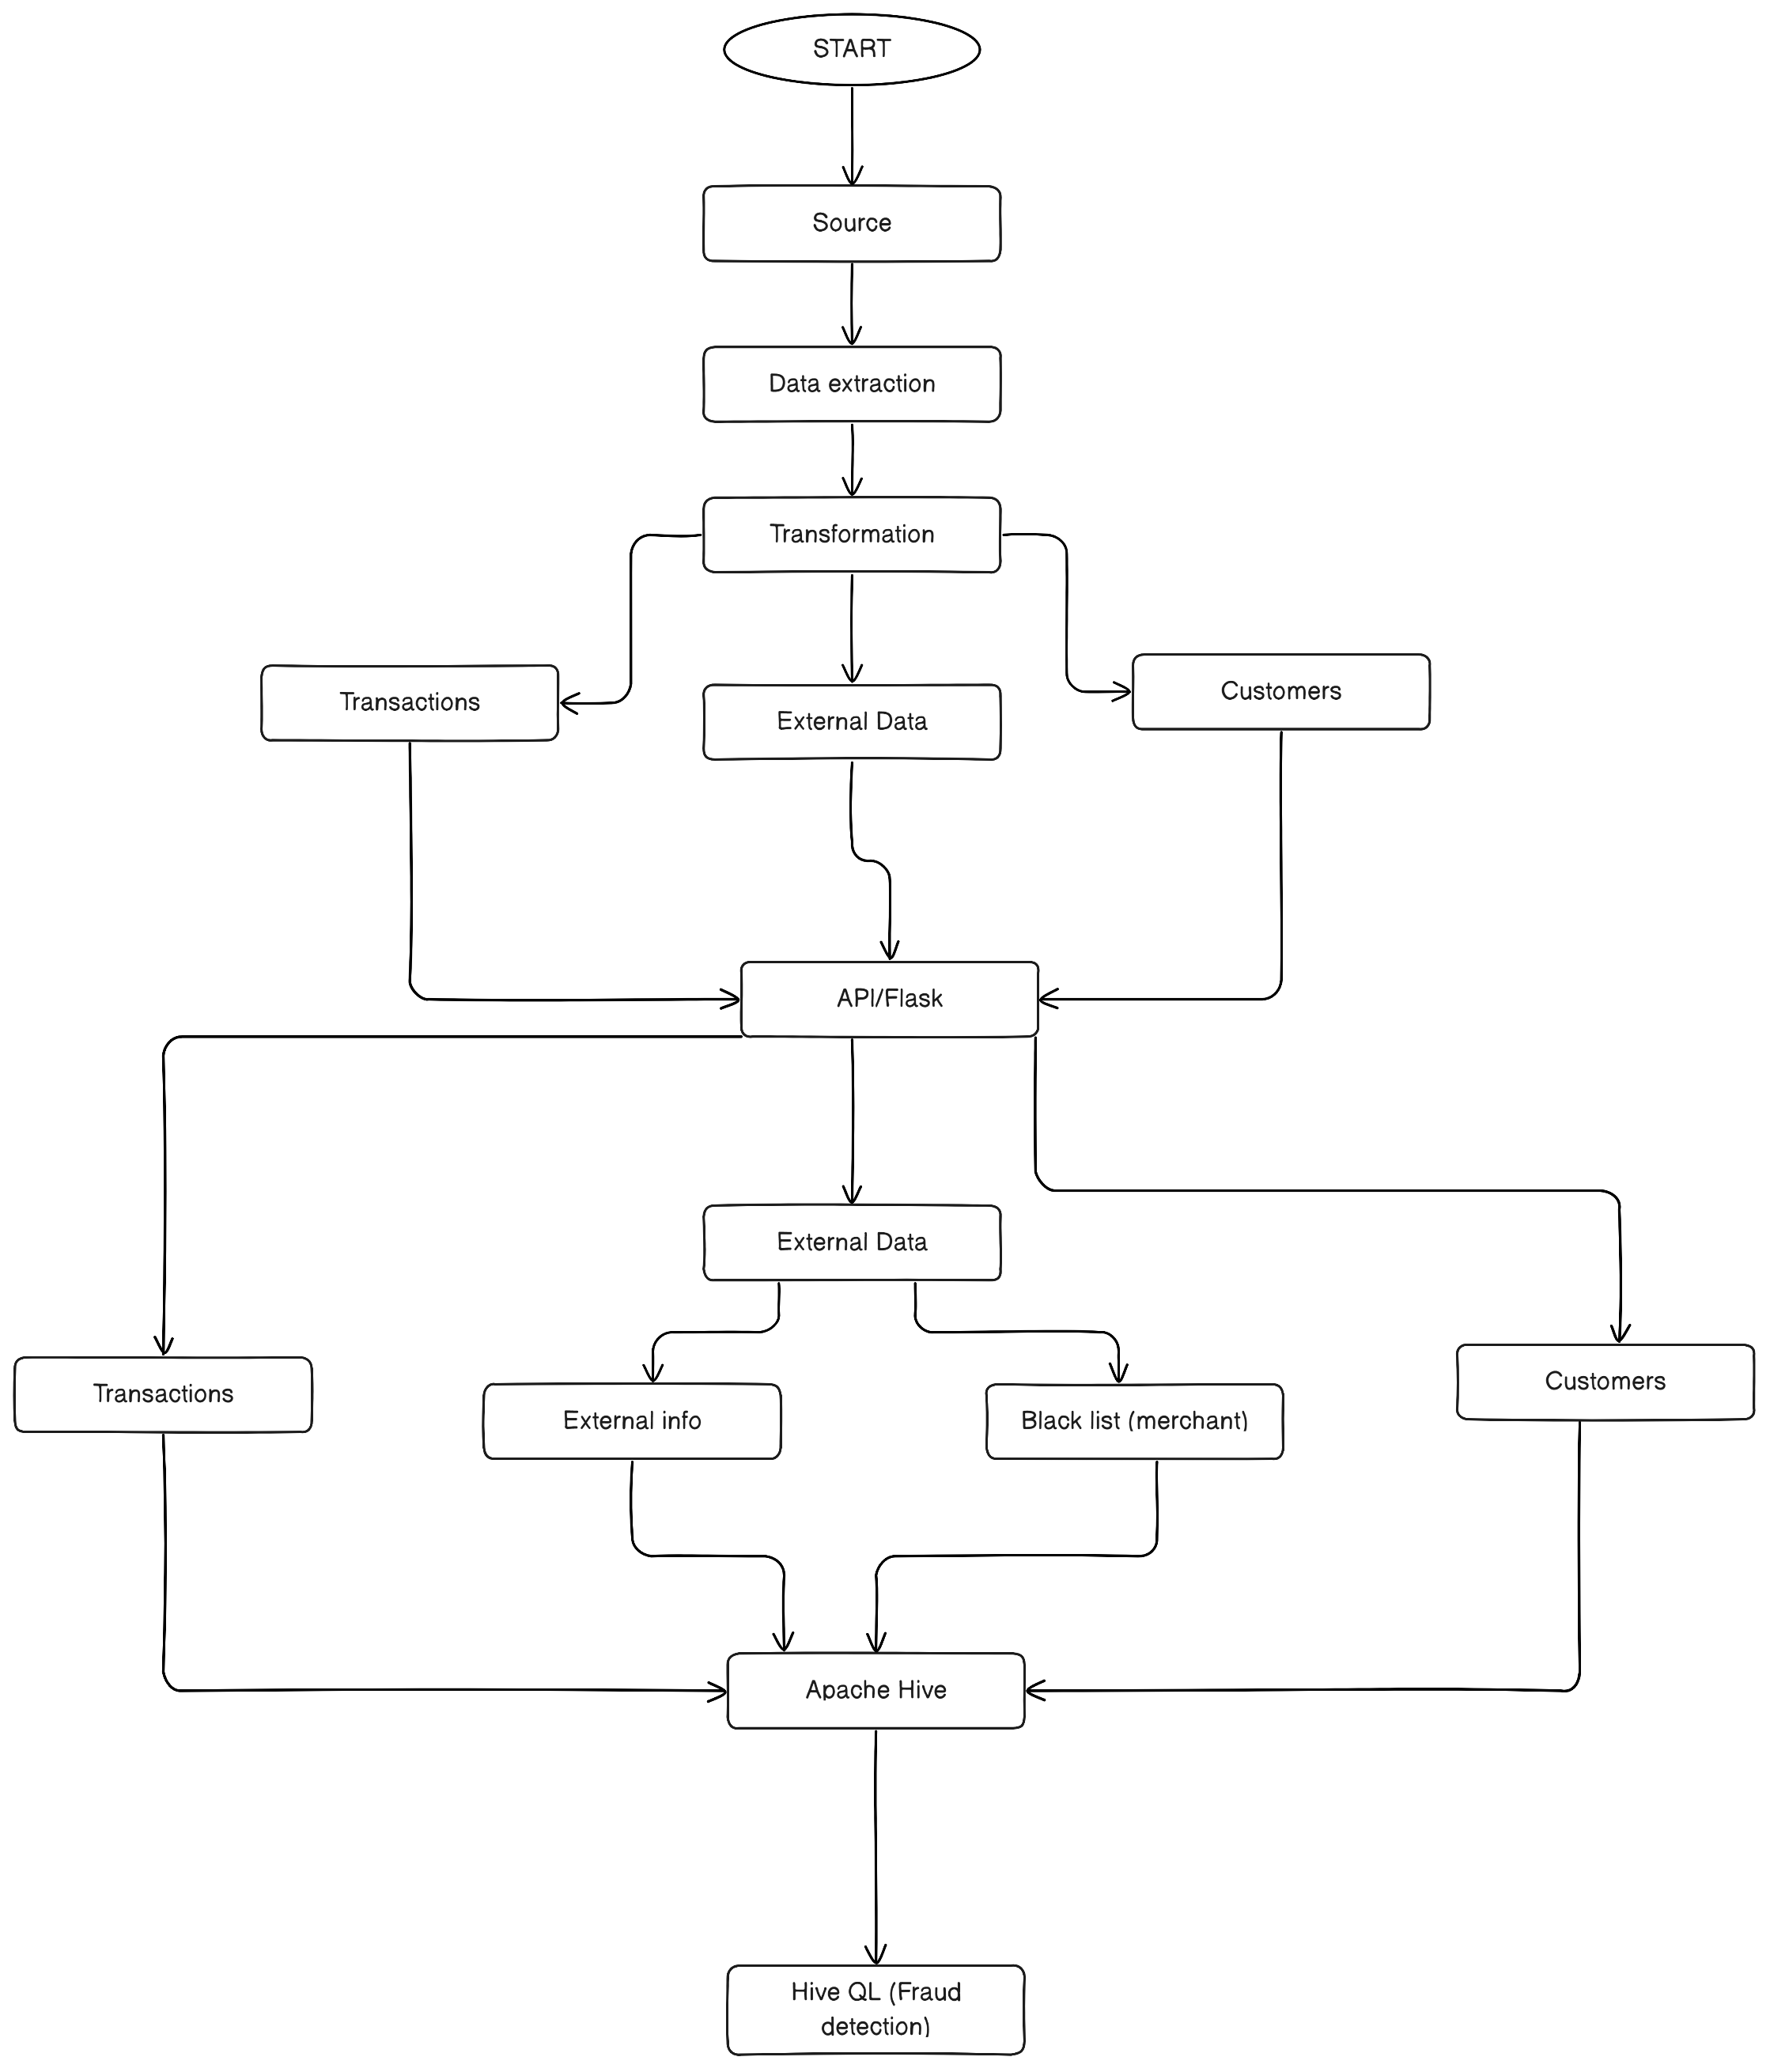 START
Source
Data extraction
Transformation
Transactions
External Data
Customers
API/Flask
External Data
Transactions
External info
Black list (merchant)
Customers
Apache Hive
Hive QL (Fraud
detection)